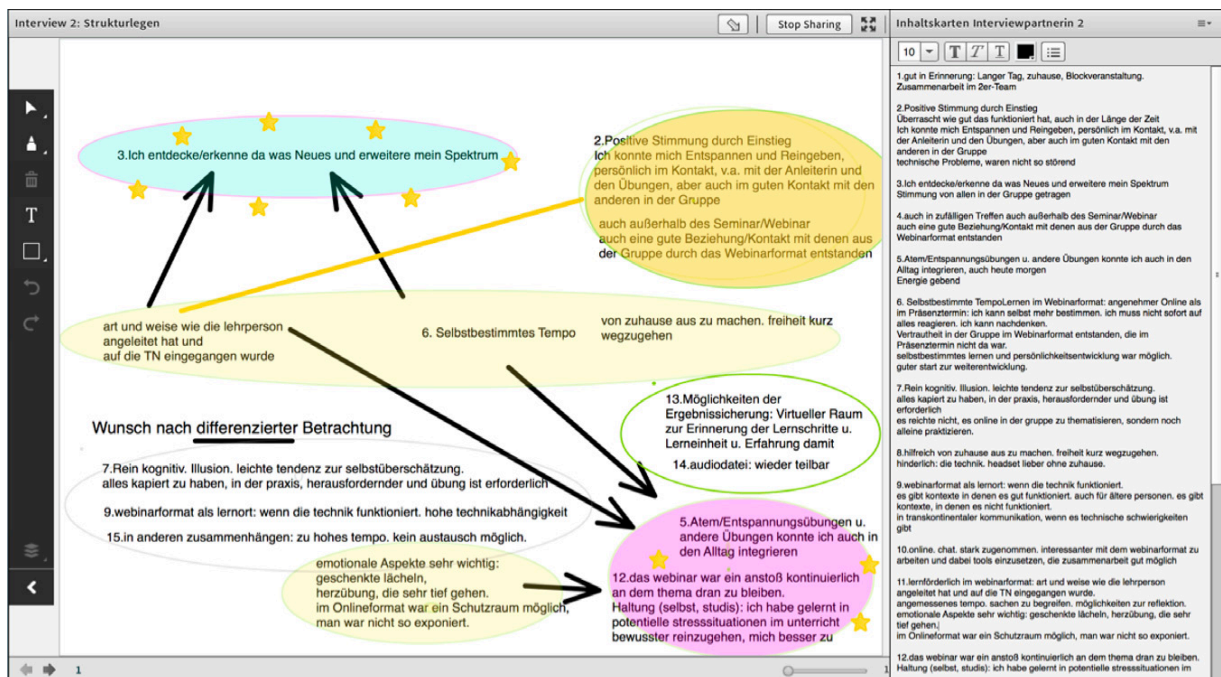 Interview 2: Strukturlegen
Stop Sharing
3.Ich entdecke/erkenne da was Neues und erweitere mein Spektrum
2.Positive Stimmung durch Einstieg
Ich konnte mich Entspannen und Reingeben,
persönlich im Kontakt, v.a. mit der Anleiterin und
den Übungen, aber auch im guten Kontakt mit den
anderen in der Gruppe
auch außerhalb des Seminar/Webinar
auch eine gute Beziehung/Kontakt mit denen aus
der Gruppe durch das Webinarformat entstanden
art und weise wie die lehrperson
angeleitet hat und
auf die TN eingegangen wurde
6. Selbstbestimmtes Tempo
von zuhause aus zu machen. freiheit kurz
wegzugehen
13.Möglichkeiten der
Ergebnissicherung: Virtueller Raum
zur Erinnerung der Lernschritte u.
Lerneinheit u. Erfahrung damit
14.audiodatei: wieder teilbar
Wunsch nach differenzierter Betrachtung
7.Rein kognitiv. Illusion. leichte tendenz zur selbstüberschätzung.
alles kapiert zu haben, in der praxis, herausfordernder und übung ist erforderlich
9.webinarformat als lernort: wenn die technik funktioniert. hohe technikabhängigkeit
15.in anderen zusammenhängen: zu hohes tempo. kein austausch möglich.
emotionale Aspekte sehr wichtig:
geschenkte lächeln,
herzübung, die sehr tief gehen.
im Onlineformat war ein Schutzraum möglich,
man war nicht so exponiert.
5.Atem/Entspannungsübungen u.
andere Übungen konnte ich auch in
den Alltag integrieren
12.das webinar war ein anstoß kontinuierlich
an dem thema dran zu bleiben.
Haltung (selbst, studis): ich habe gelernt in
potentielle stresssituationen im unterricht
bewusster reinzugehen, mich besser zu
1
1
Inhaltskarten Interviewpartnerin 2
10
T T T
1.gut in Erinnerung: Langer Tag, zuhause, Blockveranstaltung.
Zusammenarbeit im 2er-Team
2.Positive Stimmung durch Einstieg
Überrascht wie gut das funktioniert hat, auch in der Länge der Zeit
Ich konnte mich Entspannen und Reingeben, persönlich im Kontakt, v.a. mit
der Anleiterin und den Übungen, aber auch im guten Kontakt mit den
anderen in der Gruppe
technische Probleme, waren nicht so störend
3.Ich entdecke/erkenne da was Neues und erweitere mein Spektrum
Stimmung von allen in der Gruppe getragen
4.auch in zufälligen Treffen auch außerhalb des Seminar/Webinar
auch eine gute Beziehung/Kontakt mit denen aus der Gruppe durch das
Webinarformat entstanden
5.Atem/Entspannungsübungen u. andere Übungen konnte ich auch in den
Alltag integrieren, auch heute morgen
Energie gebend
6. Selbstbestimmte TempoLernen im Webinarformat: angenehmer Online als
im Präsenztermin: ich kann selbst mehr bestimmen. ich muss nicht sofort auf
alles reagieren. ich kann nachdenken.
Vertrautheit in der Gruppe im Webinarformat entstanden, die im
Präsenztermin nicht da war.
selbstbestimmtes lernen und persönlichkeitsentwicklung war möglich.
guter start zur weiterentwicklung.
7.Rein kognitiv. Illusion. leichte tendenz zur selbstüberschätzung.
alles kapiert zu haben, in der praxis, herausfordernder und übung ist
erforderlich
es reichte nicht, es online in der gruppe zu thematisieren, sondern noch
alleine praktizieren.
8.hilfreich von zuhause aus zu machen. freiheit kurz wegzugehen.
hinderlich: die technik. headset lieber ohne zuhause.
9.webinarformat als lernort: wenn die technik funktioniert.
es gibt kontexte in denen es gut funktioniert. auch für ältere personen. es gibt
kontexte, in denen es nicht funktioniert.
in transkontinentaler kommunikation, wenn es technische schwierigkeiten
gibt
10.online. chat. stark zugenommen. interessanter mit dem webinarformat zu
arbeiten und dabei tools einzusetzen, die zusammenarbeit gut möglich
11.lernförderlich im webinarformat: art und weise wie die lehrperson
angeleitet hat und auf die TN eingegangen wurde.
angemessenes tempo. sachen zu begreifen. möglichkeiten zur reflektion.
emotionale Aspekte sehr wichtig: geschenkte lächeln, herzübung, die sehr
tief gehen.
im Onlineformat war ein Schutzraum möglich, man war nicht so exponiert.
12.das webinar war ein anstoß kontinuierlich an dem thema dran zu bleiben.
Haltung (selbst, studis): ich habe gelernt in potentielle stresssituationen im